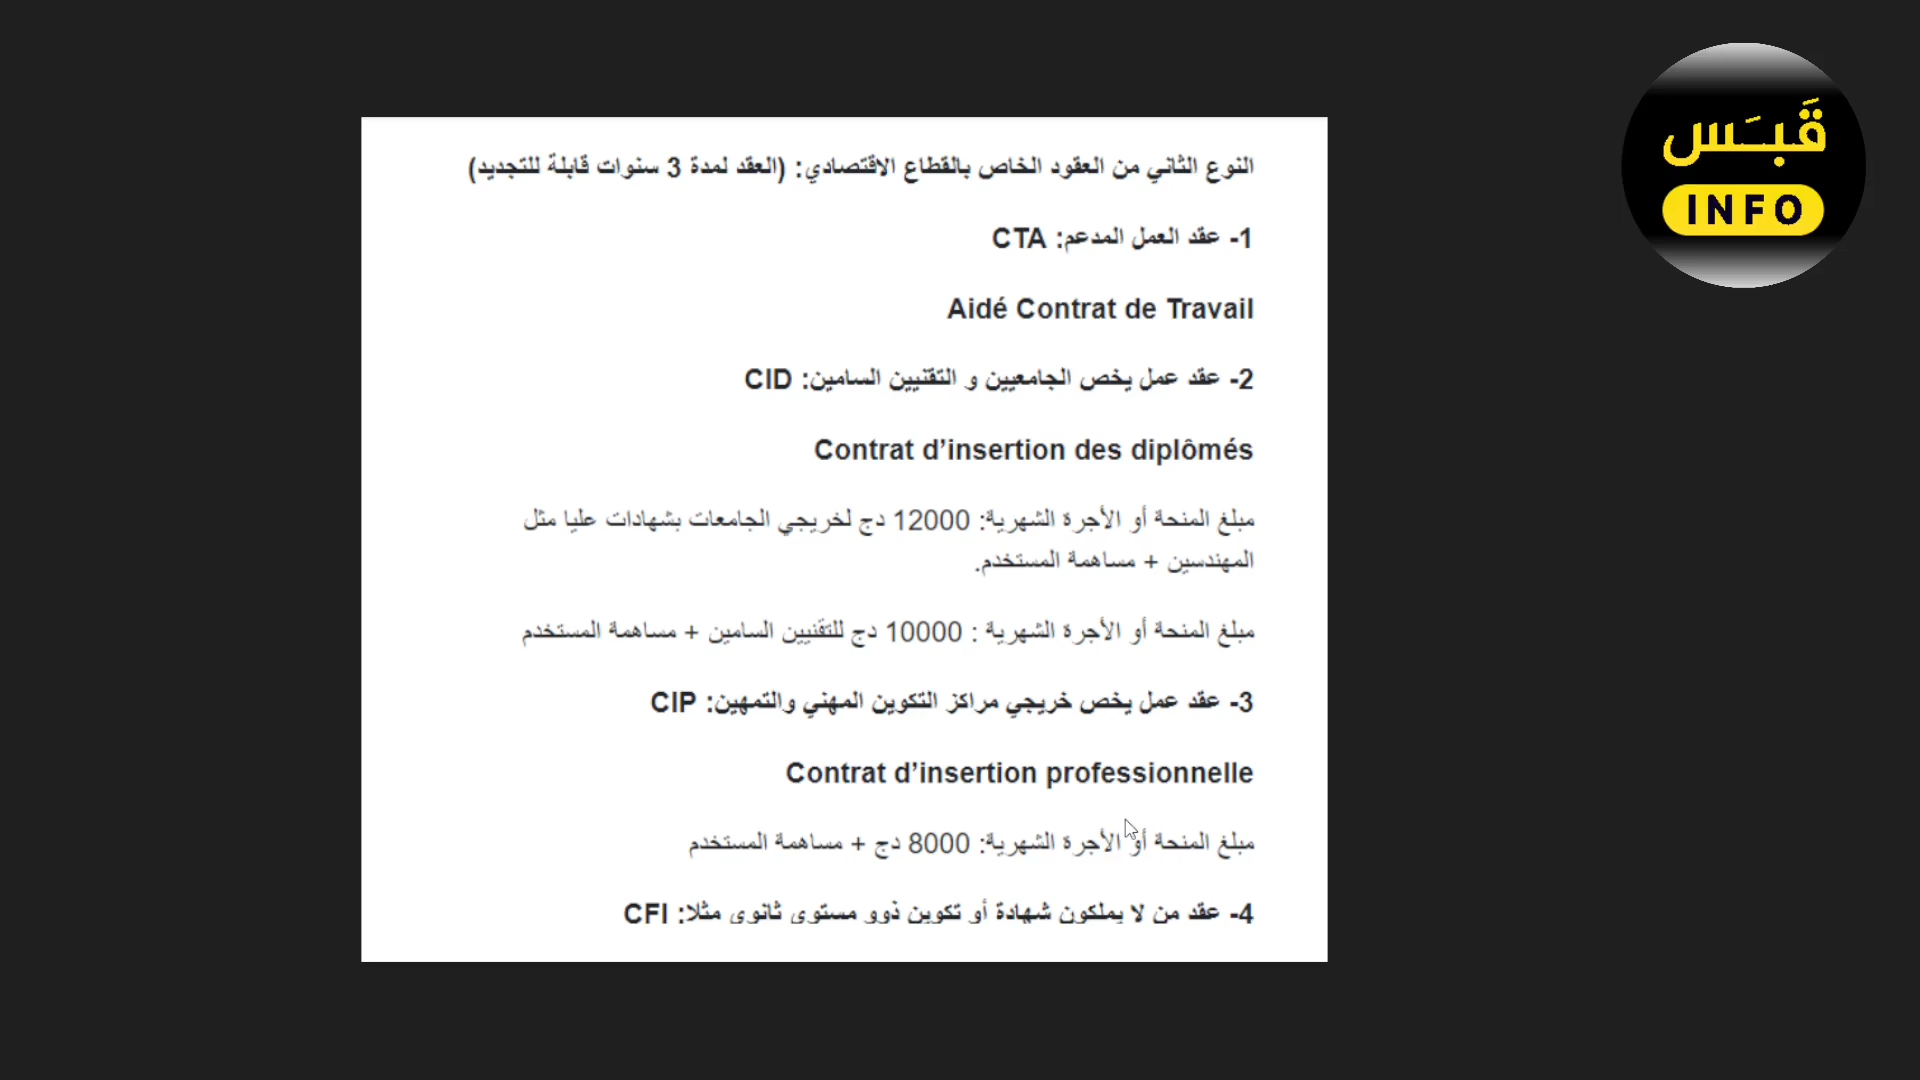 قَبَس
INFO
النوع الثاني من العقود الخاص بالقطاع الاقتصادي: (العقد لمدة 3 سنوات قابلة للتجديد)
1- عقد العمل المدعم: CTA
Aidé Contrat de Travail
2- عقد عمل يخص الجامعيين و التقنيين السامين: CID
Contrat d’insertion des diplômés
مبلغ المنحة أو الأجرة الشهرية: 12000 دج لخريجي الجامعات بشهادات عليا مثل
المهندسين + مساهمة المستخدم.
مبلغ المنحة أو الأجرة الشهرية : 10000 دج للتقنيين السامين + مساهمة المستخدم
3- عقد عمل يخص خريجي مراكز التكوين المهني والتمهين: CIP
Contrat d’insertion professionnelle
مبلغ المنحة أو الأجرة الشهرية: 8000 دج + مساهمة المستخدم
4- عقد من لا يملكون شهادة أو تكوين ذوو مستوى ثانوي مثلا: CFI